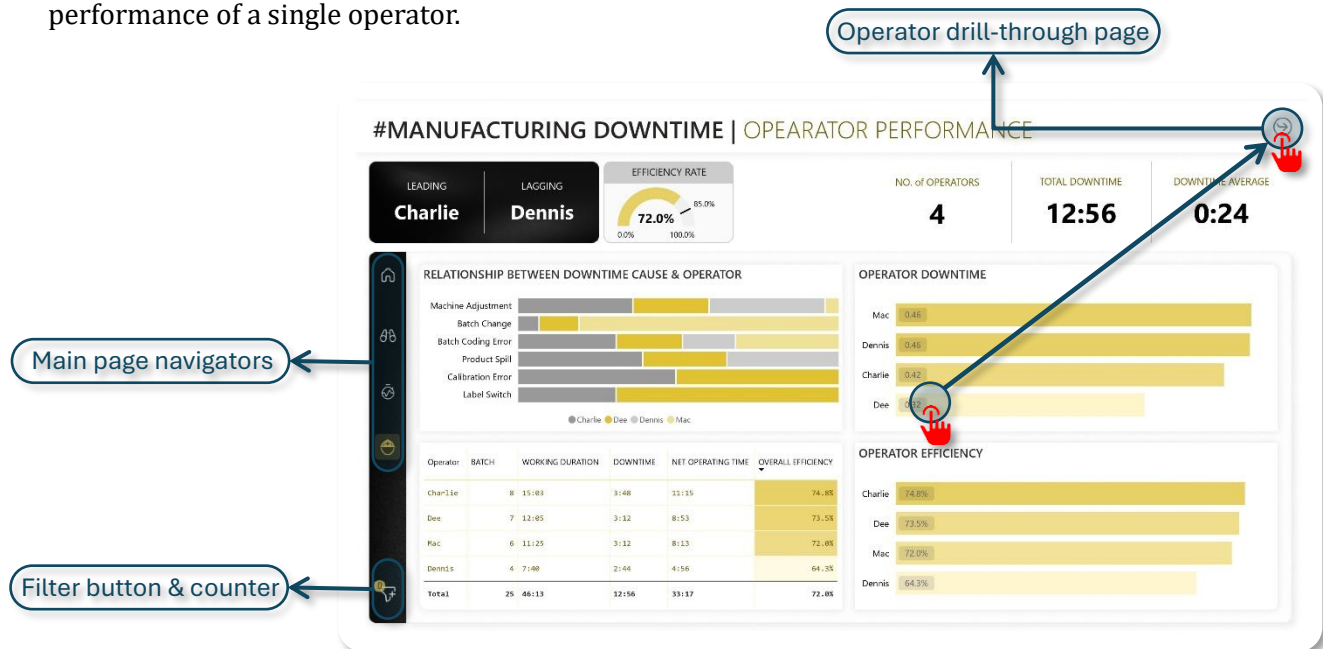 performance of a single operator.
Operator drill-through page
#MANUFACTURING DOWNTIME | OPEARATOR PERFORMANCE
LEADING
Charlie
LAGGING
Dennis
EFFICIENCY RATE
85.0%
72.0%
0.0% 100.0%
NO. of OPERATORS
4
TOTAL DOWNTIME
12:56
DOWNTIME AVERAGE
0:24
Main page navigators
Filter button & counter
0
RELATIONSHIP BETWEEN DOWNTIME CAUSE & OPERATOR
Machine Adjustment
Batch Change
Batch Coding Error
Product Spill
Calibration Error
Label Switch
Charlie Dee Dennis Mac
OPERATOR DOWNTIME
Mac 0.46
Dennis 0.46
Charlie 0.42
Dee 0.32
Operator BATCH WORKING DURATION DOWNTIME NET OPERATING TIME OVERALL EFFICIENCY
Charlie 8 15:03 3:48 11:15 74.8%
Dee 7 12:05 3:12 8:53 73.5%
Mac 6 11:25 3:12 8:13 72.0%
Dennis 4 7:40 2:44 4:56 64.3%
Total 25 46:13 12:56 33:17 72.0%
OPERATOR EFFICIENCY
Charlie 74.8%
Dee 73.5%
Mac 72.0%
Dennis 64.3%